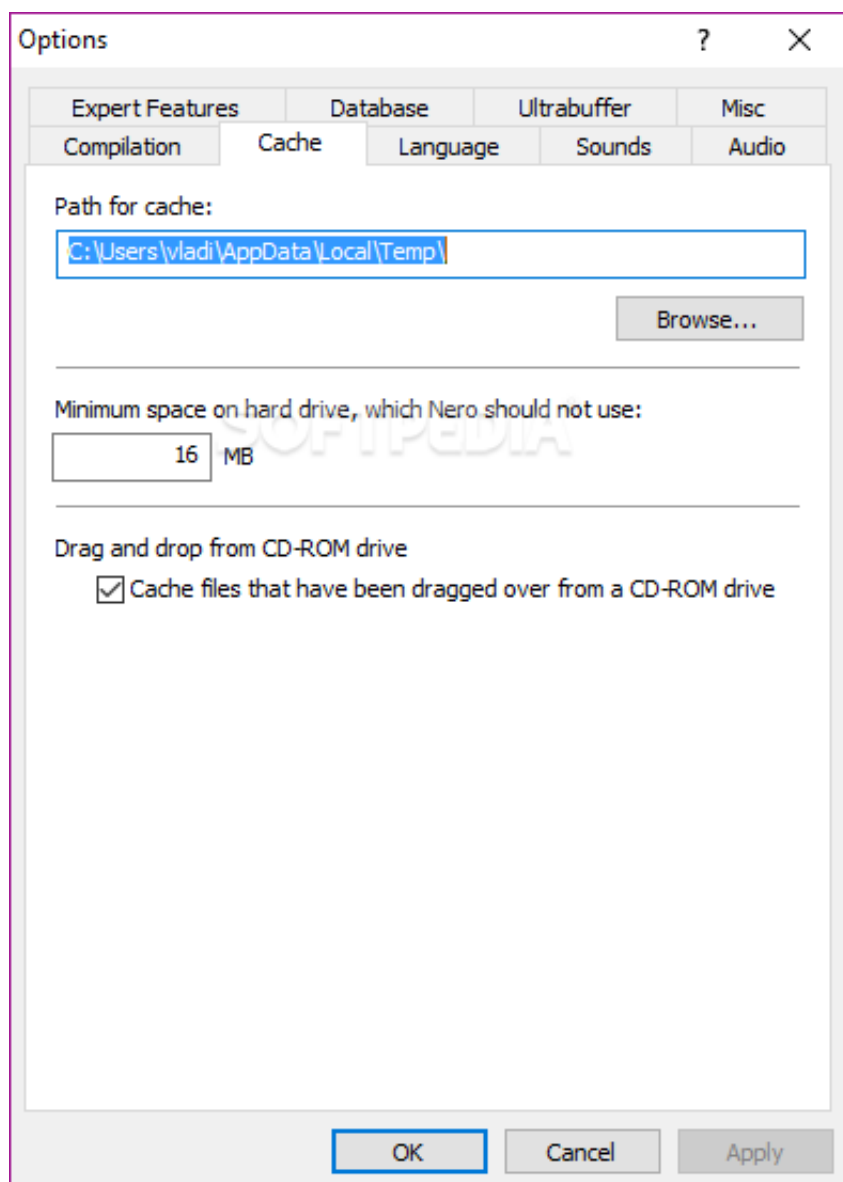 Options
?
Expert Features Database Ultrabuffer Misc
Compilation Cache Language Sounds Audio
Path for cache:
C:\Users\vladi\AppData\Local\Temp\
Browse...
Minimum space on hard drive, which Nero should not use:
SOFTPEDIA
16 MB
Drag and drop from CD-ROM drive
Cache files that have been dragged over from a CD-ROM drive
OK Cancel Apply